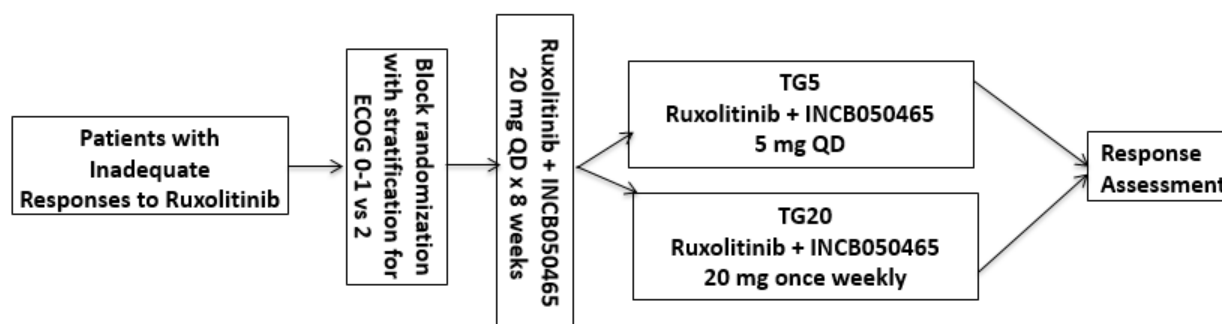 Patients with
Inadequate
Responses to Ruxolitinib
Block randomization
with stratification for
ECOG 0-1 vs 2
Ruxolitinib + INCB050465
20 mg QD x 8 weeks
TG5
Ruxolitinib + INCB050465
5 mg QD
TG20
Ruxolitinib + INCB050465
20 mg once weekly
Response
Assessment